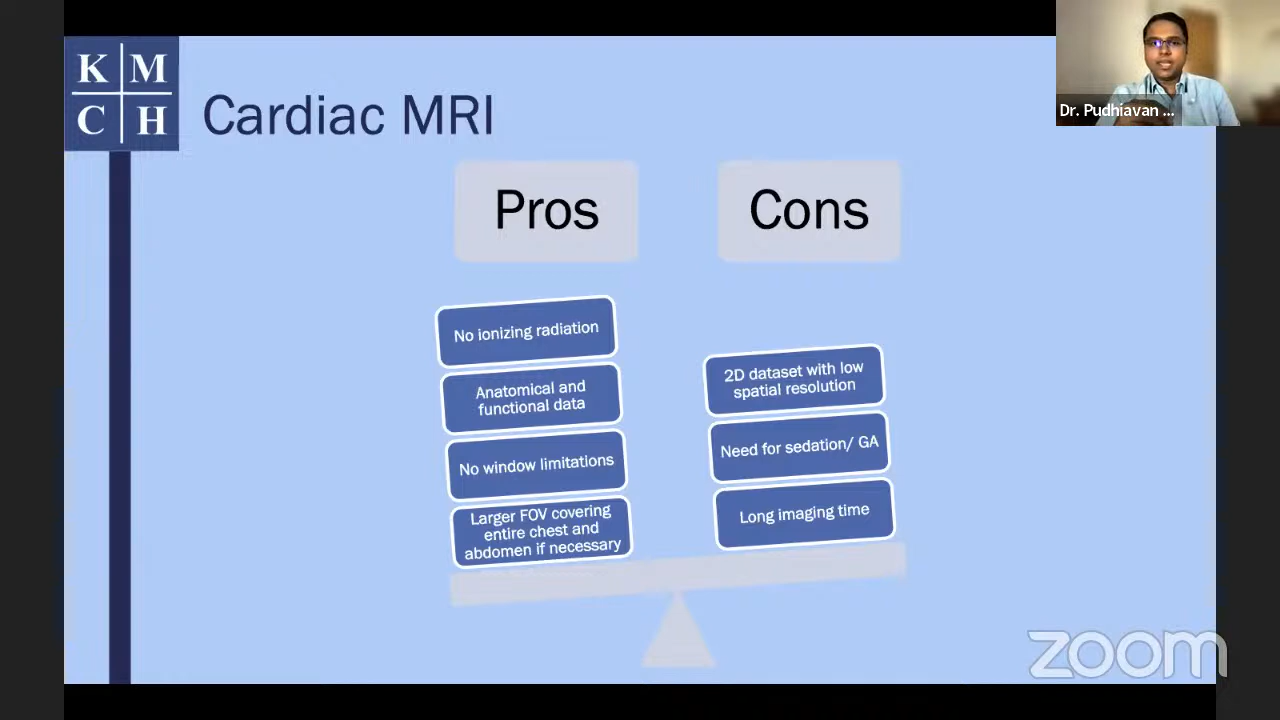 K M
C H
Cardiac MRI
Dr. Pudhiavan ...
Pros
Cons
No ionizing radiation
Anatomical and
functional data
No window limitations
Larger FOV covering
entire chest and
abdomen if necessary
2D dataset with low
spatial resolution
Need for sedation/ GA
Long imaging time
zoom